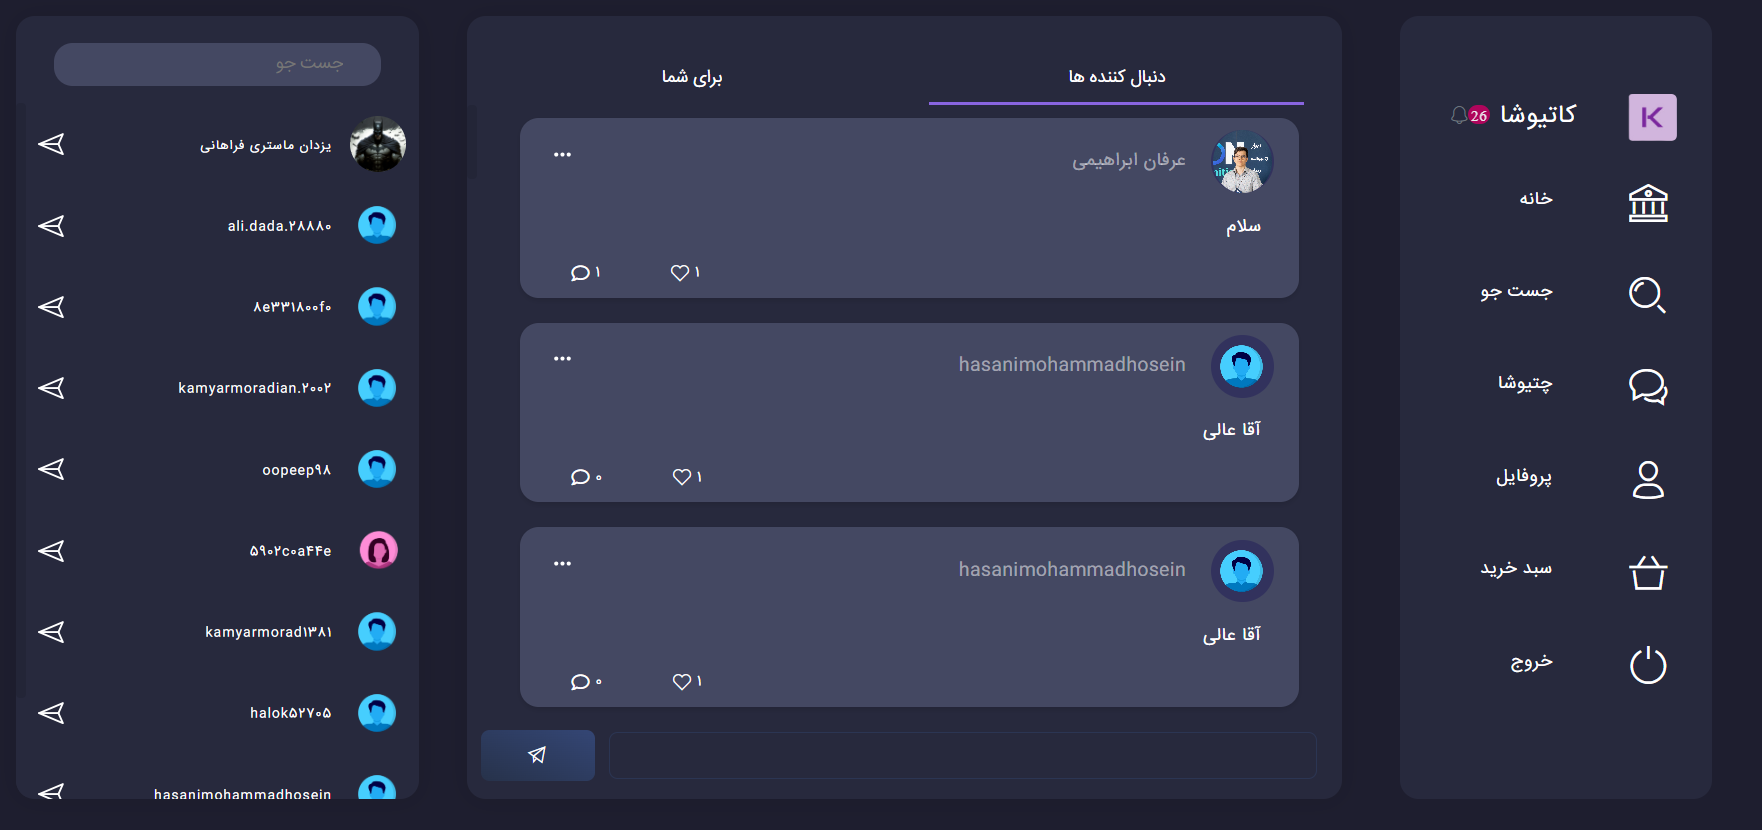 کاتیوشا 26
K
خانه
جست جو
چتیوشا
پروفایل
سبد خرید
خروج
دنبال کننده ها
برای شما
عرفان ابراهیمی
سلام
۱
۱
hasanimohammadhosein
آقا عالی
۱
۰
hasanimohammadhosein
آقا عالی
۱
۰
جست جو
یزدان ماستری فراهانی
ali.dada.۲۸۸۸۰
۸e۳۳۱۸۰۰f۰
kamyarmoradian.۲۰۰۲
oopeep۹۸
۵۹۰۲c۰a۴۴e
kamyarmorad۱۳۸۱
halok۵۲۷۰۵
hasanimohammadhosein